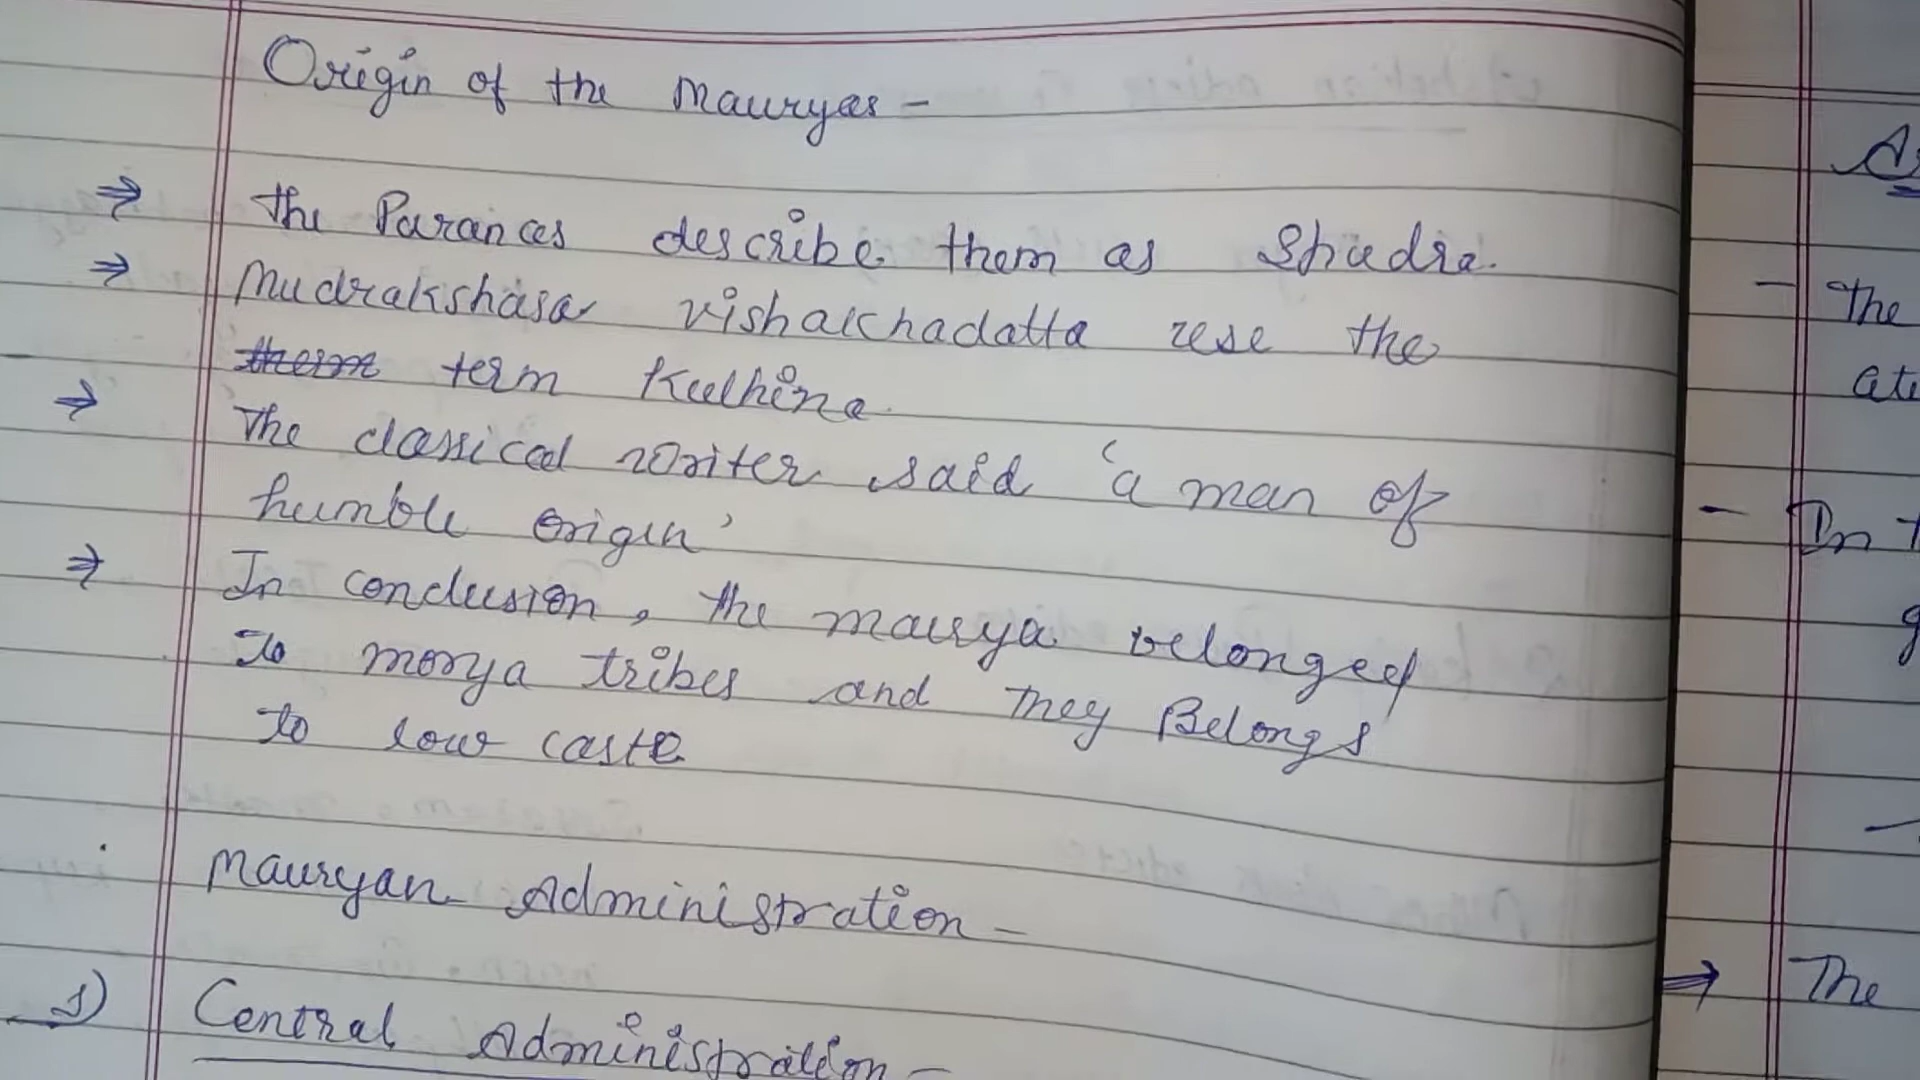 Origin of the Mauryas -
⇒ The Puranas describe them as Shudra.
⇒ Mudrakshasa Vishakhadatta use the
them term Kulhina
⇒ The classical writer said 'a man of
humble origin'
⇒ In conclusion, the maurya belonged
to morya tribes and They Belongs
to low caste
Mauryan Administration -
1) Central Administration -
- The
- In
⇒ The